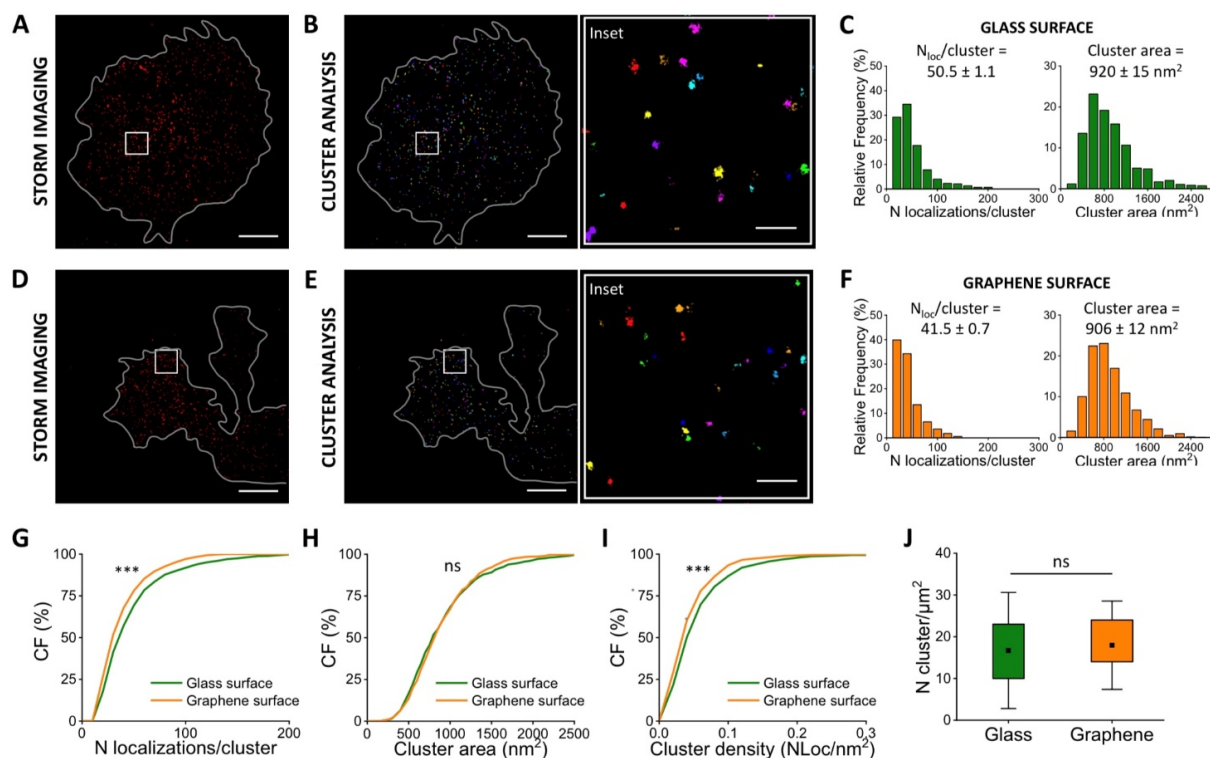 A
STORM IMAGING
B
CLUSTER ANALYSIS
Inset
C
GLASS SURFACE
N_loc/cluster =
50.5 ± 1.1
Cluster area =
920 ± 15 nm²
Relative Frequency (%)
50
40
30
20
10
0
0
100
200
300
N localizations/cluster
30
20
10
0
0
800
1600
2400
Cluster area (nm²)
D
STORM IMAGING
E
CLUSTER ANALYSIS
Inset
F
GRAPHENE SURFACE
N_loc/cluster =
41.5 ± 0.7
Cluster area =
906 ± 12 nm²
Relative Frequency (%)
50
40
30
20
10
0
0
100
200
300
N localizations/cluster
30
20
10
0
0
800
1600
2400
Cluster area (nm²)
G
***
CF (%)
100
75
50
25
0
0
100
200
Glass surface
Graphene surface
N localizations/cluster
H
ns
CF (%)
100
75
50
25
0
0
500
1000
1500
2000
2500
Glass surface
Graphene surface
Cluster area (nm²)
I
***
CF (%)
100
75
50
25
0
0.0
0.1
0.2
0.3
Glass surface
Graphene surface
Cluster density (NLoc/nm²)
J
ns
N cluster/µm²
40
30
20
10
0
Glass
Graphene